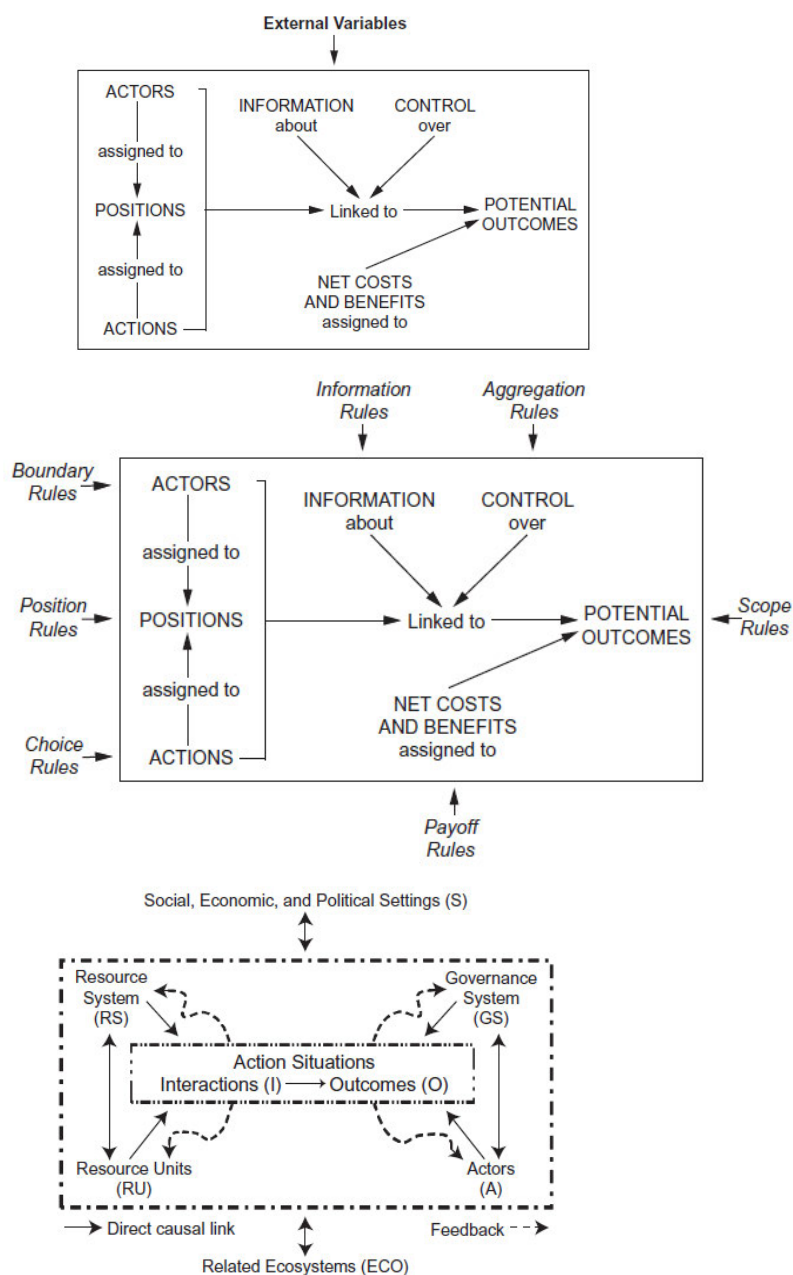 External Variables
ACTORS
INFORMATION
about
CONTROL
over
assigned to
POSITIONS
Linked to
POTENTIAL
OUTCOMES
assigned to
NET COSTS
AND BENEFITS
assigned to
ACTIONS
Information
Rules
Aggregation
Rules
Boundary
Rules
ACTORS
INFORMATION
about
CONTROL
over
assigned to
Position
Rules
POSITIONS
Linked to
POTENTIAL
OUTCOMES
Scope
Rules
assigned to
NET COSTS
AND BENEFITS
assigned to
Choice
Rules
ACTIONS
Payoff
Rules
Social, Economic, and Political Settings (S)
Resource
System
(RS)
Governance
System
(GS)
Action Situations
Interactions (I) Outcomes (O)
Resource Units
(RU)
Actors
(A)
Direct causal link
Feedback
Related Ecosystems (ECO)